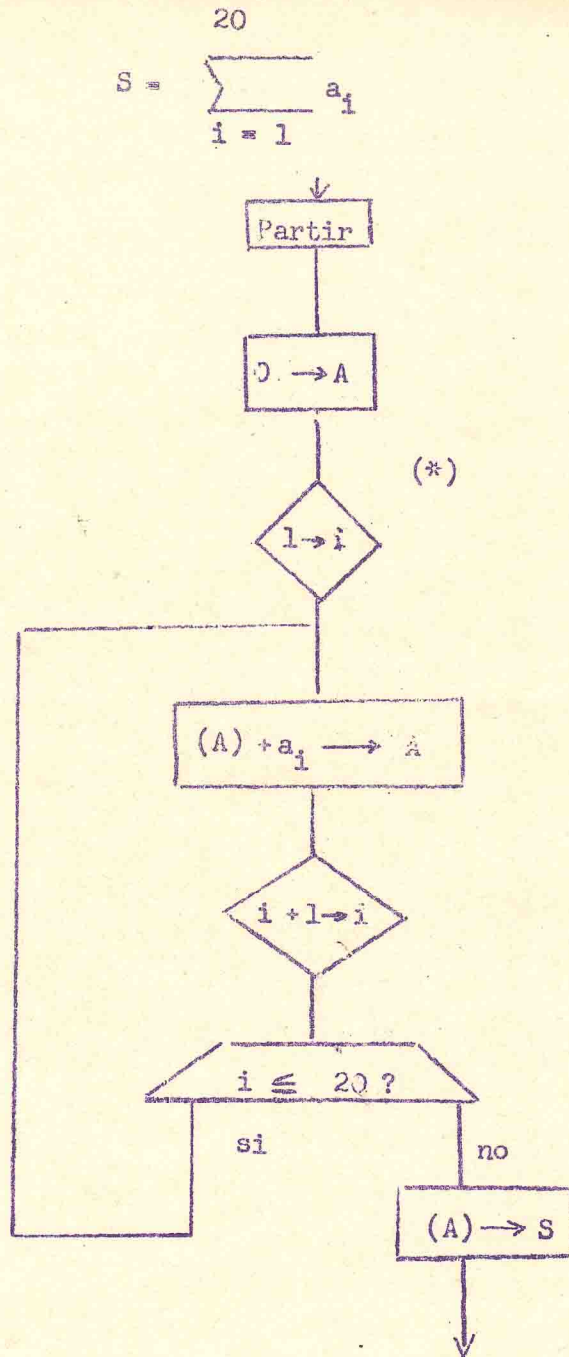 20
S = ∑ a_i
i = 1
Partir
0 → A
(*)
1 → i
(A) + a_i → A
i + 1 → i
i ≤ 20 ?
si
no
(A) → S